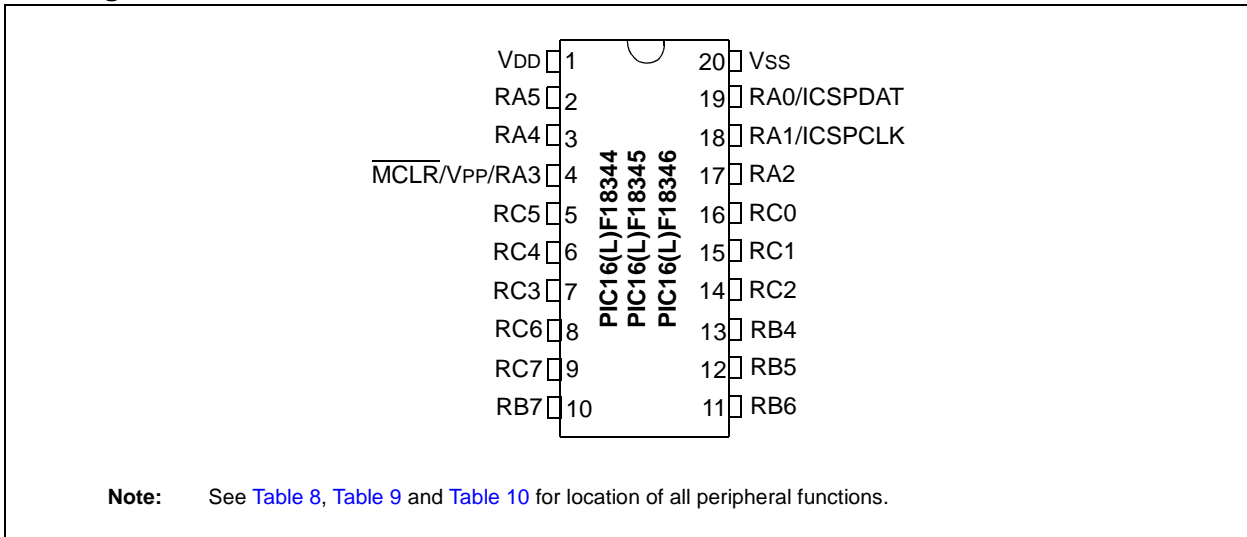 VDD 1 20 VSS
RA5 2 19 RA0/ICSPDAT
RA4 3 18 RA1/ICSPCLK
MCLR/VPP/RA3 4 17 RA2
RC5 5 16 RC0
RC4 6 15 RC1
RC3 7 14 RC2
RC6 8 13 RB4
RC7 9 12 RB5
RB7 10 11 RB6
PIC16(L)F18344
PIC16(L)F18345
PIC16(L)F18346
Note: See Table 8, Table 9 and Table 10 for location of all peripheral functions.